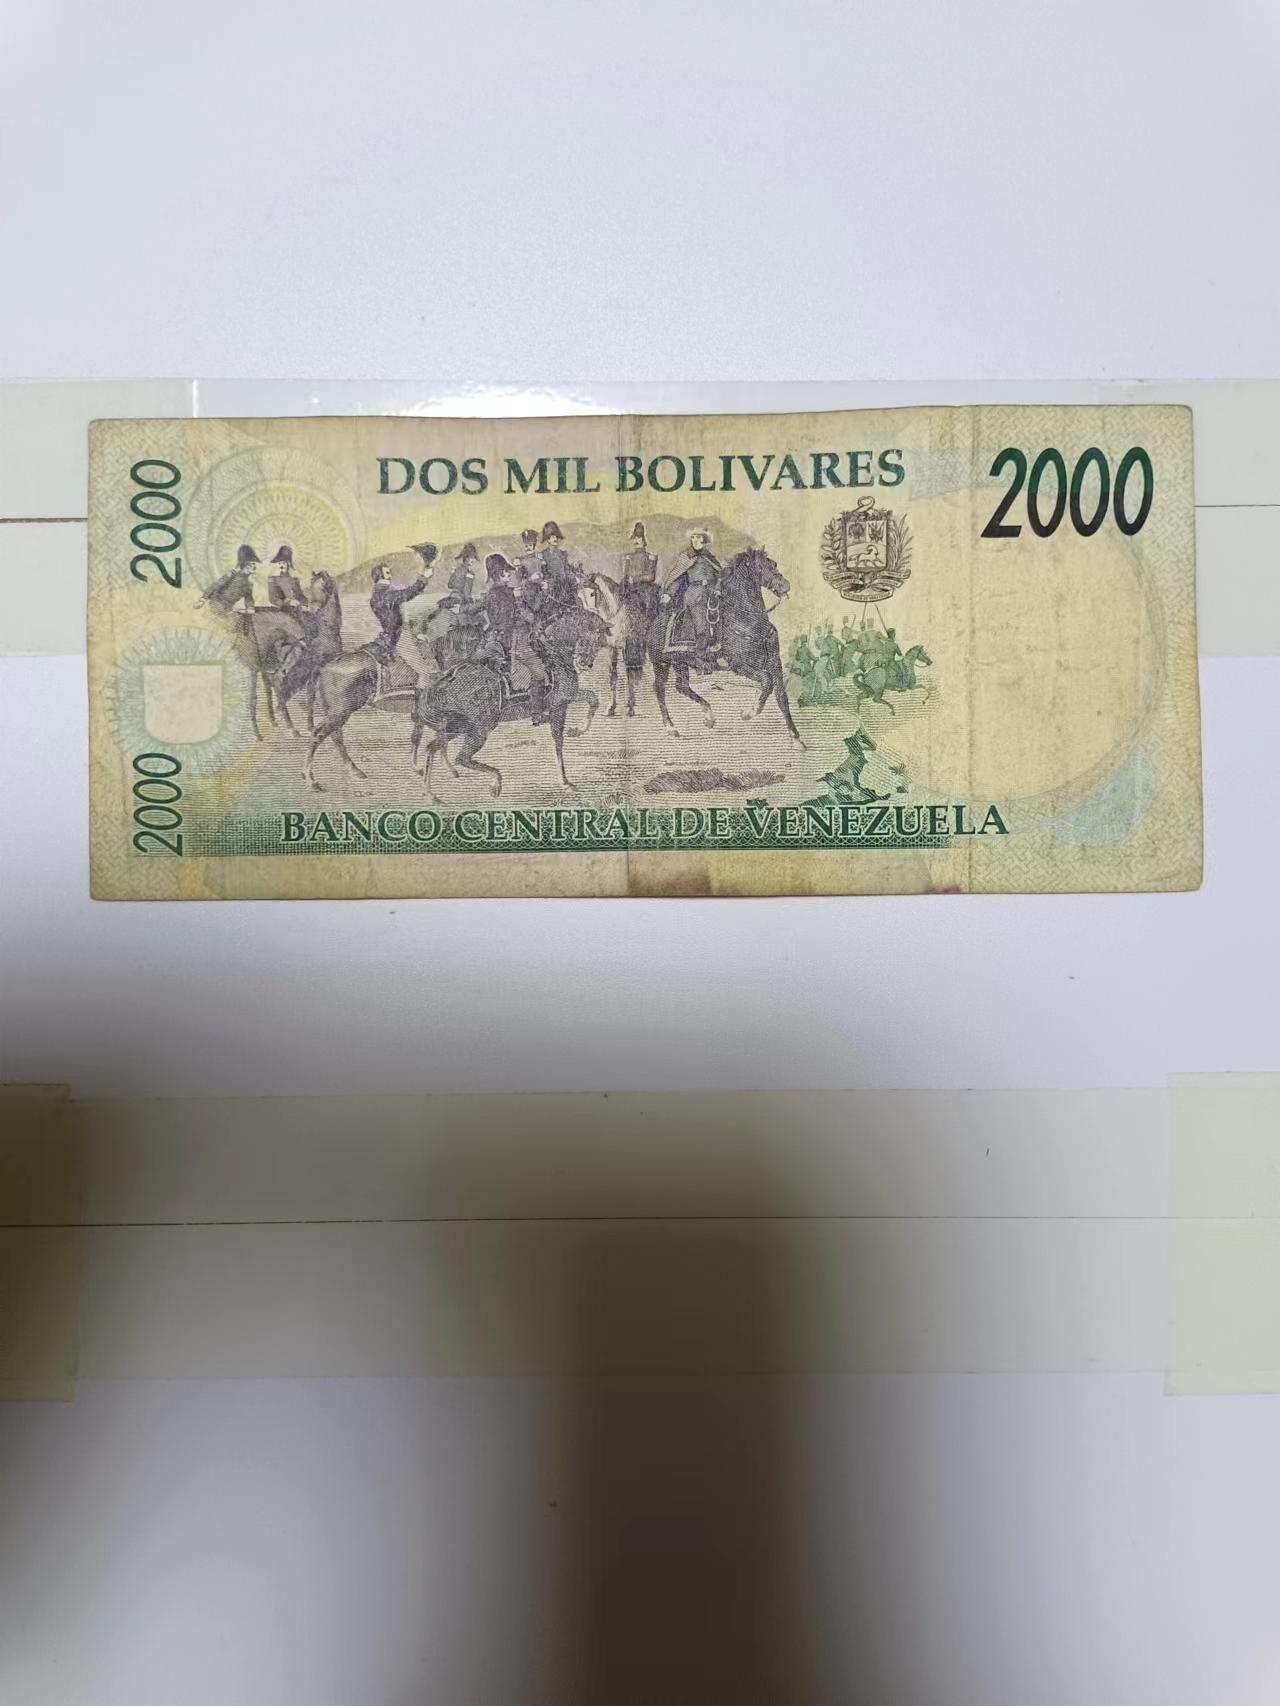 DOS MIL BOLIVARES
2000
2000
2000
BANCO CENTRAL DE VENEZUELA